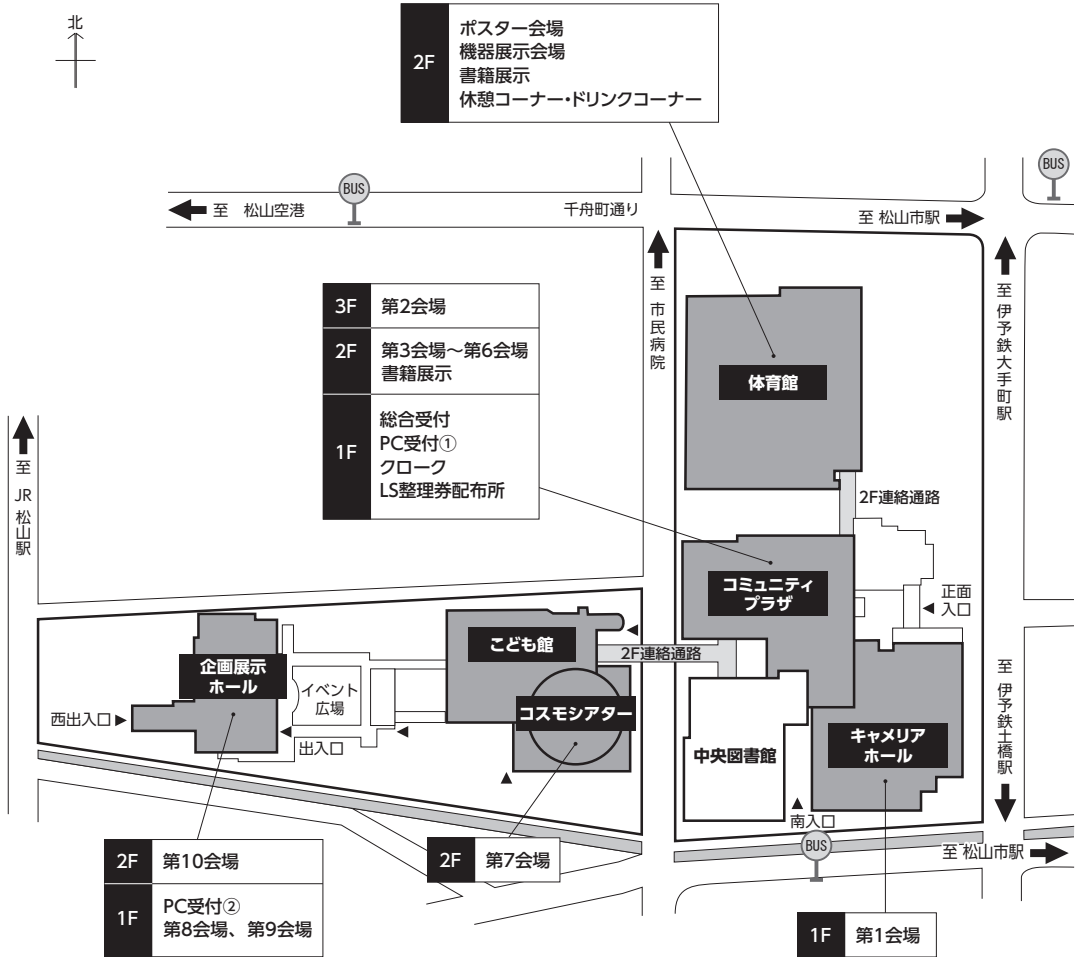 北
2F
ポスター会場
機器展示会場
書籍展示
休憩コーナー・ドリンクコーナー
BUS
BUS
至 松山空港
千舟町通り
至 松山市駅
至 市民病院
至 伊予鉄大手町駅
3F 第2会場
2F 第3会場～第6会場
書籍展示
1F
総合受付
PC受付①
クローク
LS整理券配布所
体育館
至 JR 松山駅
2F連絡通路
コミュニティ
プラザ
正面
入口
こども館
2F連絡通路
企画展示
ホール
イベント
広場
西出入口
出入口
コスモシアター
中央図書館
キャメリア
ホール
至 伊予鉄土橋駅
南入口
BUS
至 松山市駅
2F 第10会場
1F
PC受付②
第8会場、第9会場
2F 第7会場
1F 第1会場